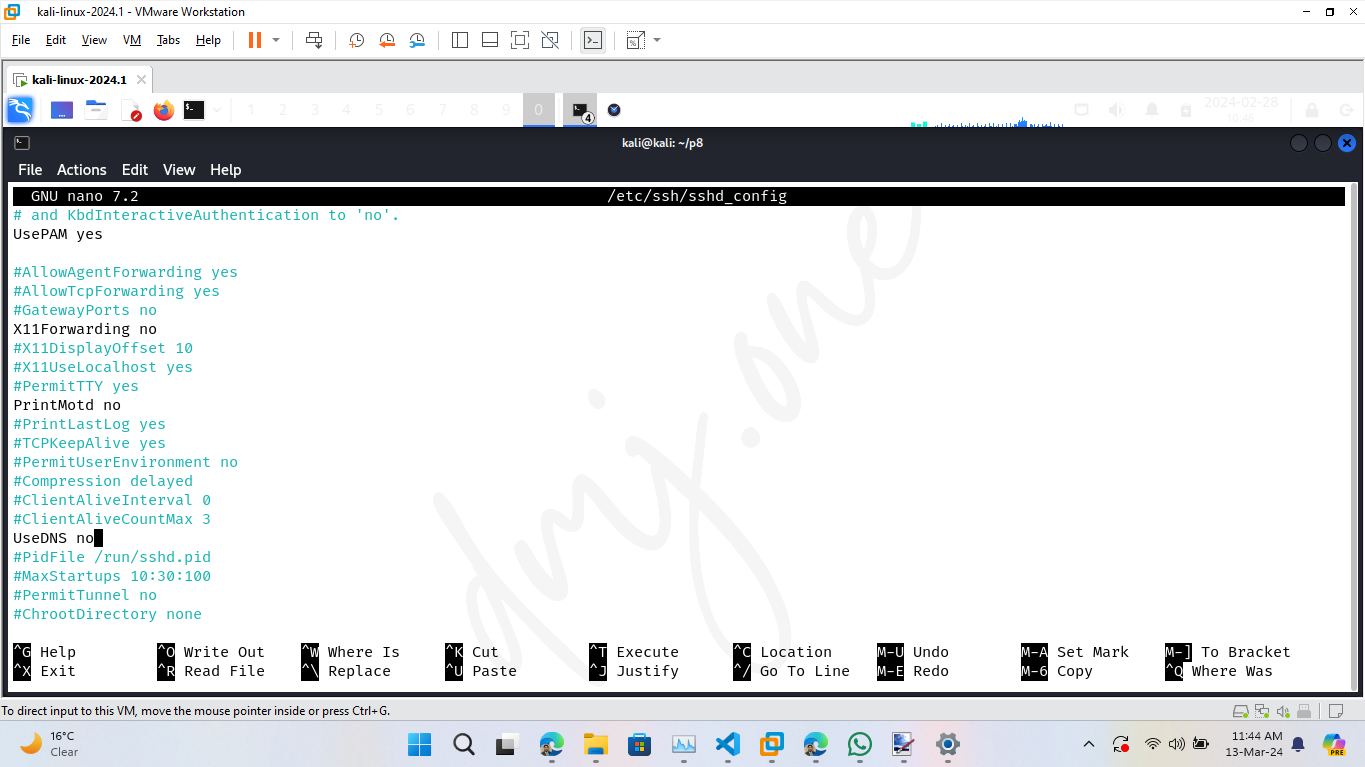 kali-linux-2024.1 - VMware Workstation
File Edit View VM Tabs Help
kali-linux-2024.1
1 2 3 4 5 6 7 8 9 0 4 2024-02-28
10:46
kali@kali: ~/p8
File Actions Edit View Help
GNU nano 7.2 /etc/ssh/sshd_config
# and KbdInteractiveAuthentication to 'no'.
UsePAM yes
#AllowAgentForwarding yes
#AllowTcpForwarding yes
#GatewayPorts no
X11Forwarding no
#X11DisplayOffset 10
#X11UseLocalhost yes
#PermitTTY yes
PrintMotd no
#PrintLastLog yes
#TCPKeepAlive yes
#PermitUserEnvironment no
#Compression delayed
#ClientAliveInterval 0
#ClientAliveCountMax 3
UseDNS no
#PidFile /run/sshd.pid
#MaxStartups 10:30:100
#PermitTunnel no
#ChrootDirectory none
dmj.one
^G Help ^O Write Out ^W Where Is ^K Cut ^T Execute ^C Location M-U Undo M-A Set Mark M-] To Bracket
^X Exit ^R Read File ^\ Replace ^U Paste ^J Justify ^/ Go To Line M-E Redo M-6 Copy ^Q Where Was
To direct input to this VM, move the mouse pointer inside or press Ctrl+G.
16°C
Clear
11:44 AM
13-Mar-24
PRE